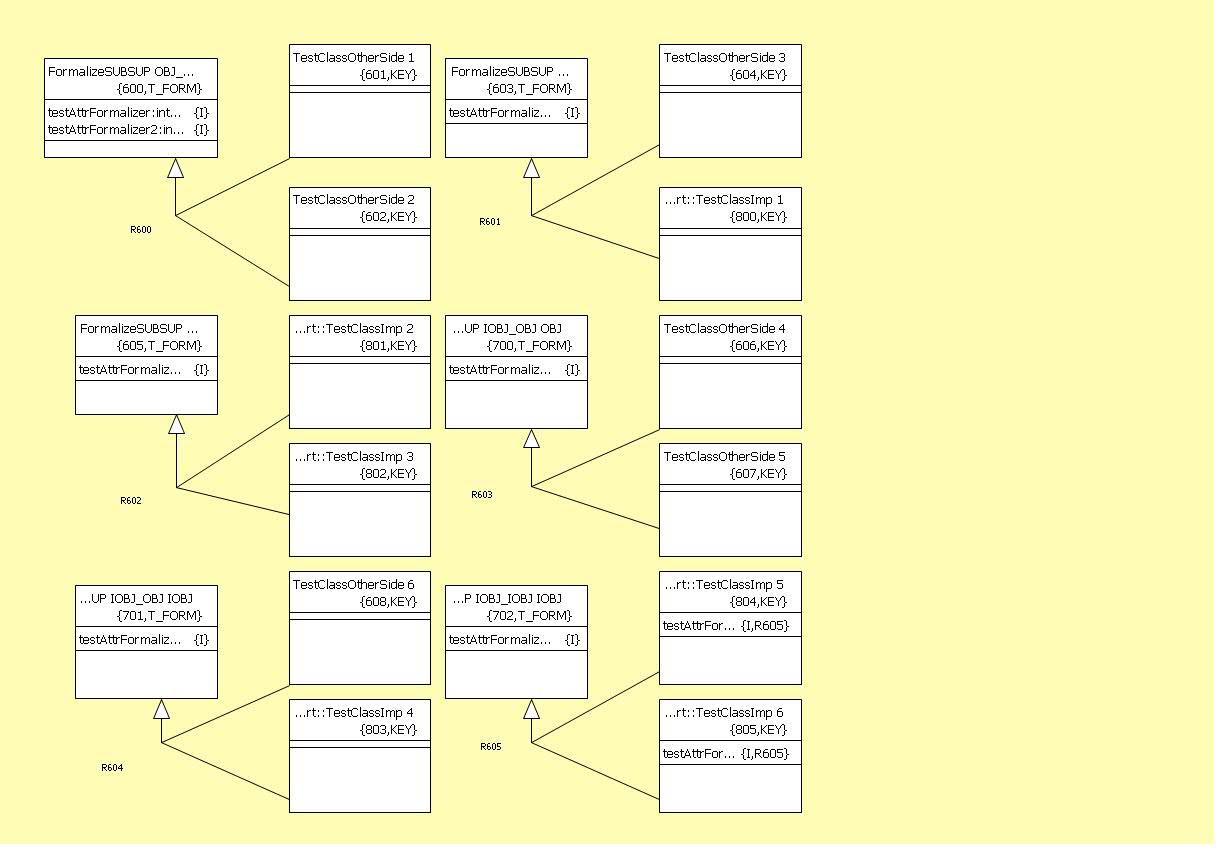 FormalizeSUBSUP OBJ_...
{600,T_FORM}
testAttrFormalizer:int... {I}
testAttrFormalizer2:in... {I}
TestClassOtherSide 1
{601,KEY}
TestClassOtherSide 2
{602,KEY}
R600
FormalizeSUBSUP ...
{603,T_FORM}
testAttrFormaliz... {I}
TestClassOtherSide 3
{604,KEY}
...rt::TestClassImp 1
{800,KEY}
R601
FormalizeSUBSUP ...
{605,T_FORM}
testAttrFormaliz... {I}
...rt::TestClassImp 2
{801,KEY}
...rt::TestClassImp 3
{802,KEY}
R602
...UP IOBJ_OBJ OBJ
{700,T_FORM}
testAttrFormaliz... {I}
TestClassOtherSide 4
{606,KEY}
TestClassOtherSide 5
{607,KEY}
R603
...UP IOBJ_OBJ IOBJ
{701,T_FORM}
testAttrFormaliz... {I}
TestClassOtherSide 6
{608,KEY}
...rt::TestClassImp 4
{803,KEY}
R604
...P IOBJ_IOBJ IOBJ
{702,T_FORM}
testAttrFormaliz... {I}
...rt::TestClassImp 5
{804,KEY}
testAttrFor... {I,R605}
...rt::TestClassImp 6
{805,KEY}
testAttrFor... {I,R605}
R605